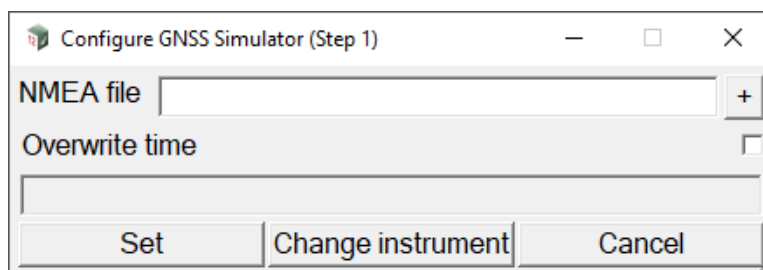 Configure GNSS Simulator (Step 1)
NMEA file +
Overwrite time
Set Change instrument Cancel